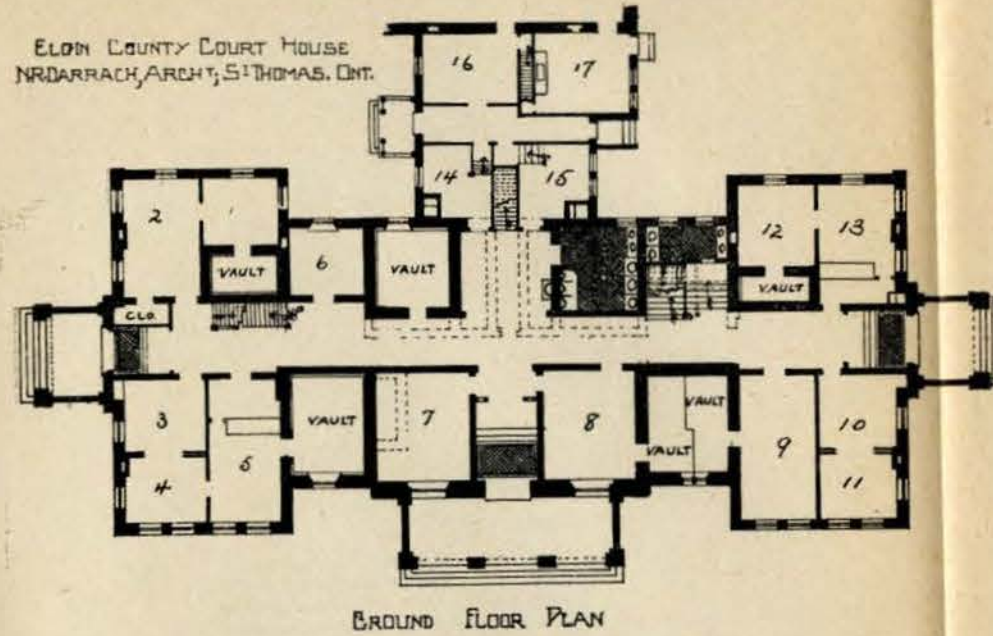 ELGIN COUNTY COURT HOUSE
N.R. DARRACH, ARCHT; ST THOMAS. ONT.
16
17
14
15
2
1
VAULT
6
VAULT
12
13
VAULT
CLO.
3
4
5
VAULT
7
8
VAULT
VAULT
9
10
11
GROUND FLOOR PLAN